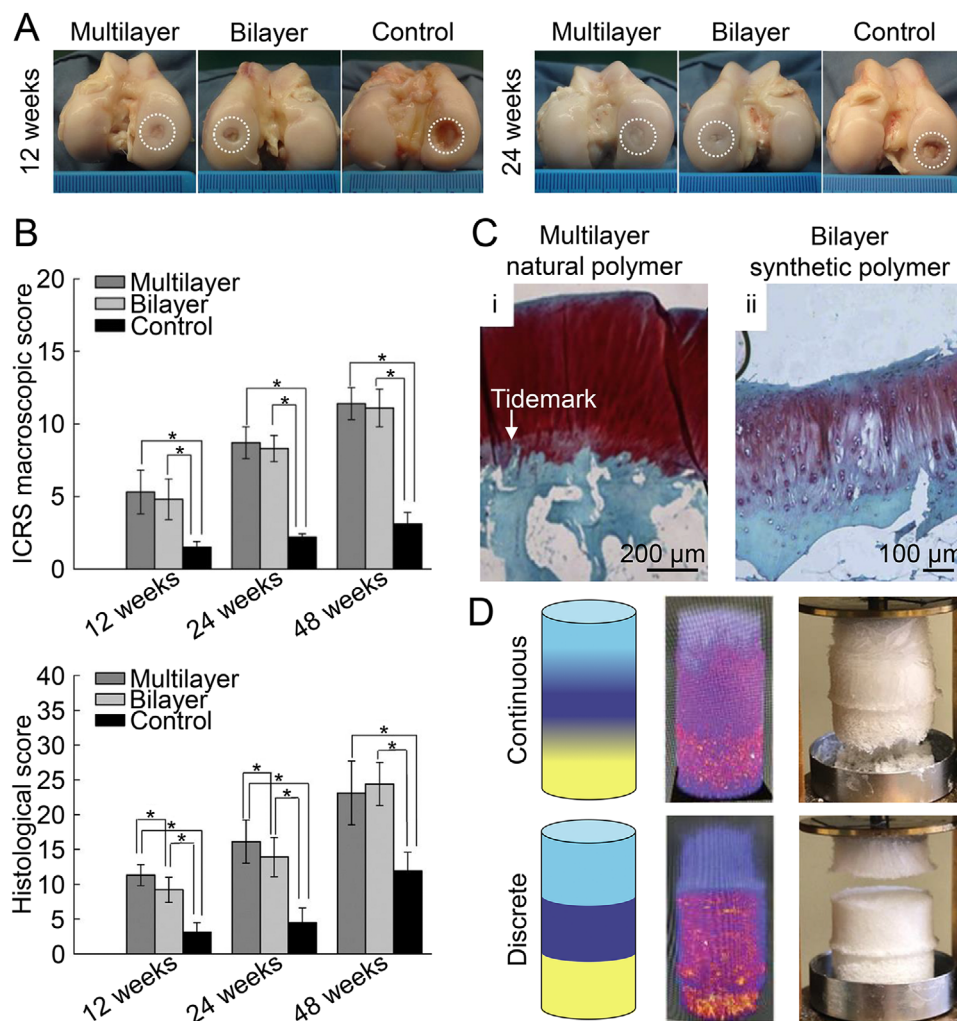 A
Multilayer Bilayer Control
12 weeks
Multilayer Bilayer Control
24 weeks
B
20
15
10
5
0
ICRS macroscopic score
Multilayer
Bilayer
Control
* * * * * *
12 weeks 24 weeks 48 weeks
40
35
30
25
20
15
10
5
0
Histological score
Multilayer
Bilayer
Control
* * * * * * * *
12 weeks 24 weeks 48 weeks
C
Multilayer
natural polymer
i
Tidemark
200 µm
Bilayer
synthetic polymer
ii
100 µm
D
Continuous
Discrete